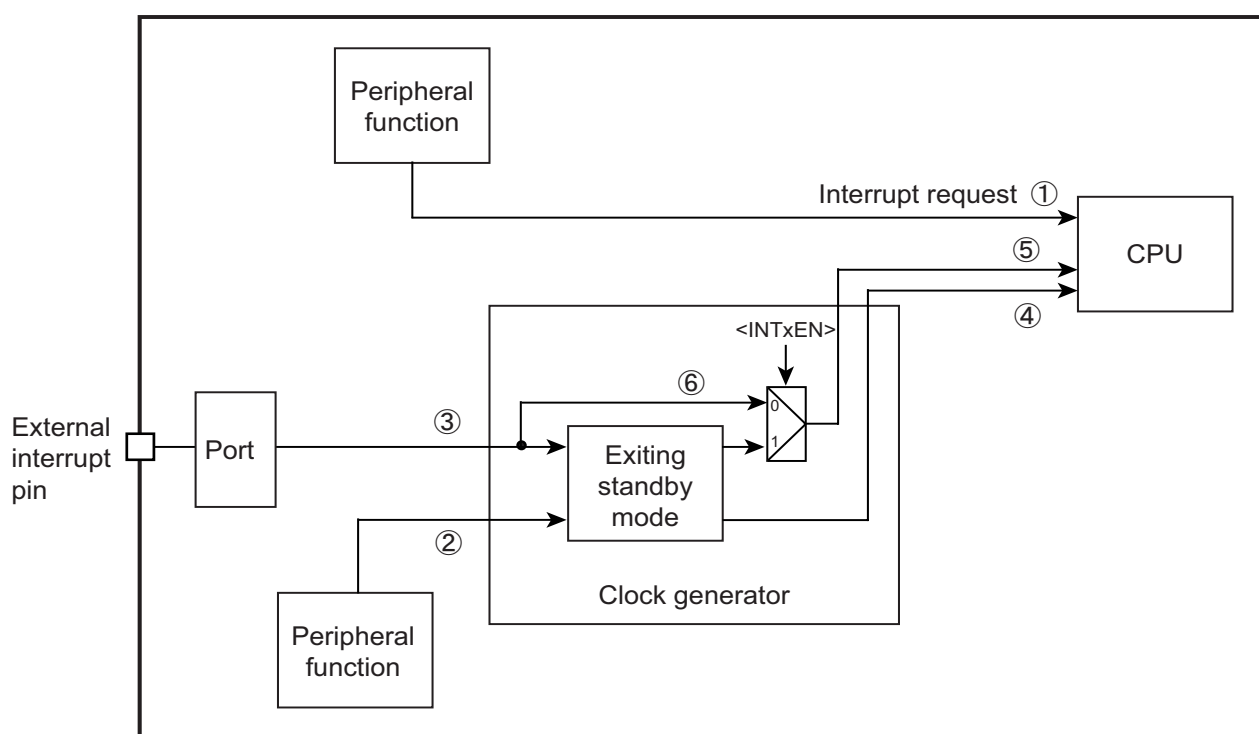 Peripheral
function
Interrupt request ①
CPU
⑤
④
<INTxEN>
⑥
0
1
③
External
interrupt
pin
Port
Exiting
standby
mode
②
Clock generator
Peripheral
function